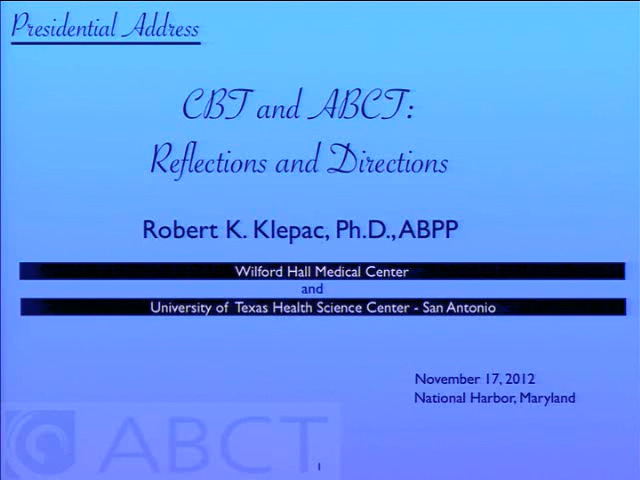 Presidential Address
CBT and ABCT:
Reflections and Directions
Robert K. Klepac, Ph.D., ABPP
Wilford Hall Medical Center
and
University of Texas Health Science Center - San Antonio
November 17, 2012
National Harbor, Maryland
ABCT
1